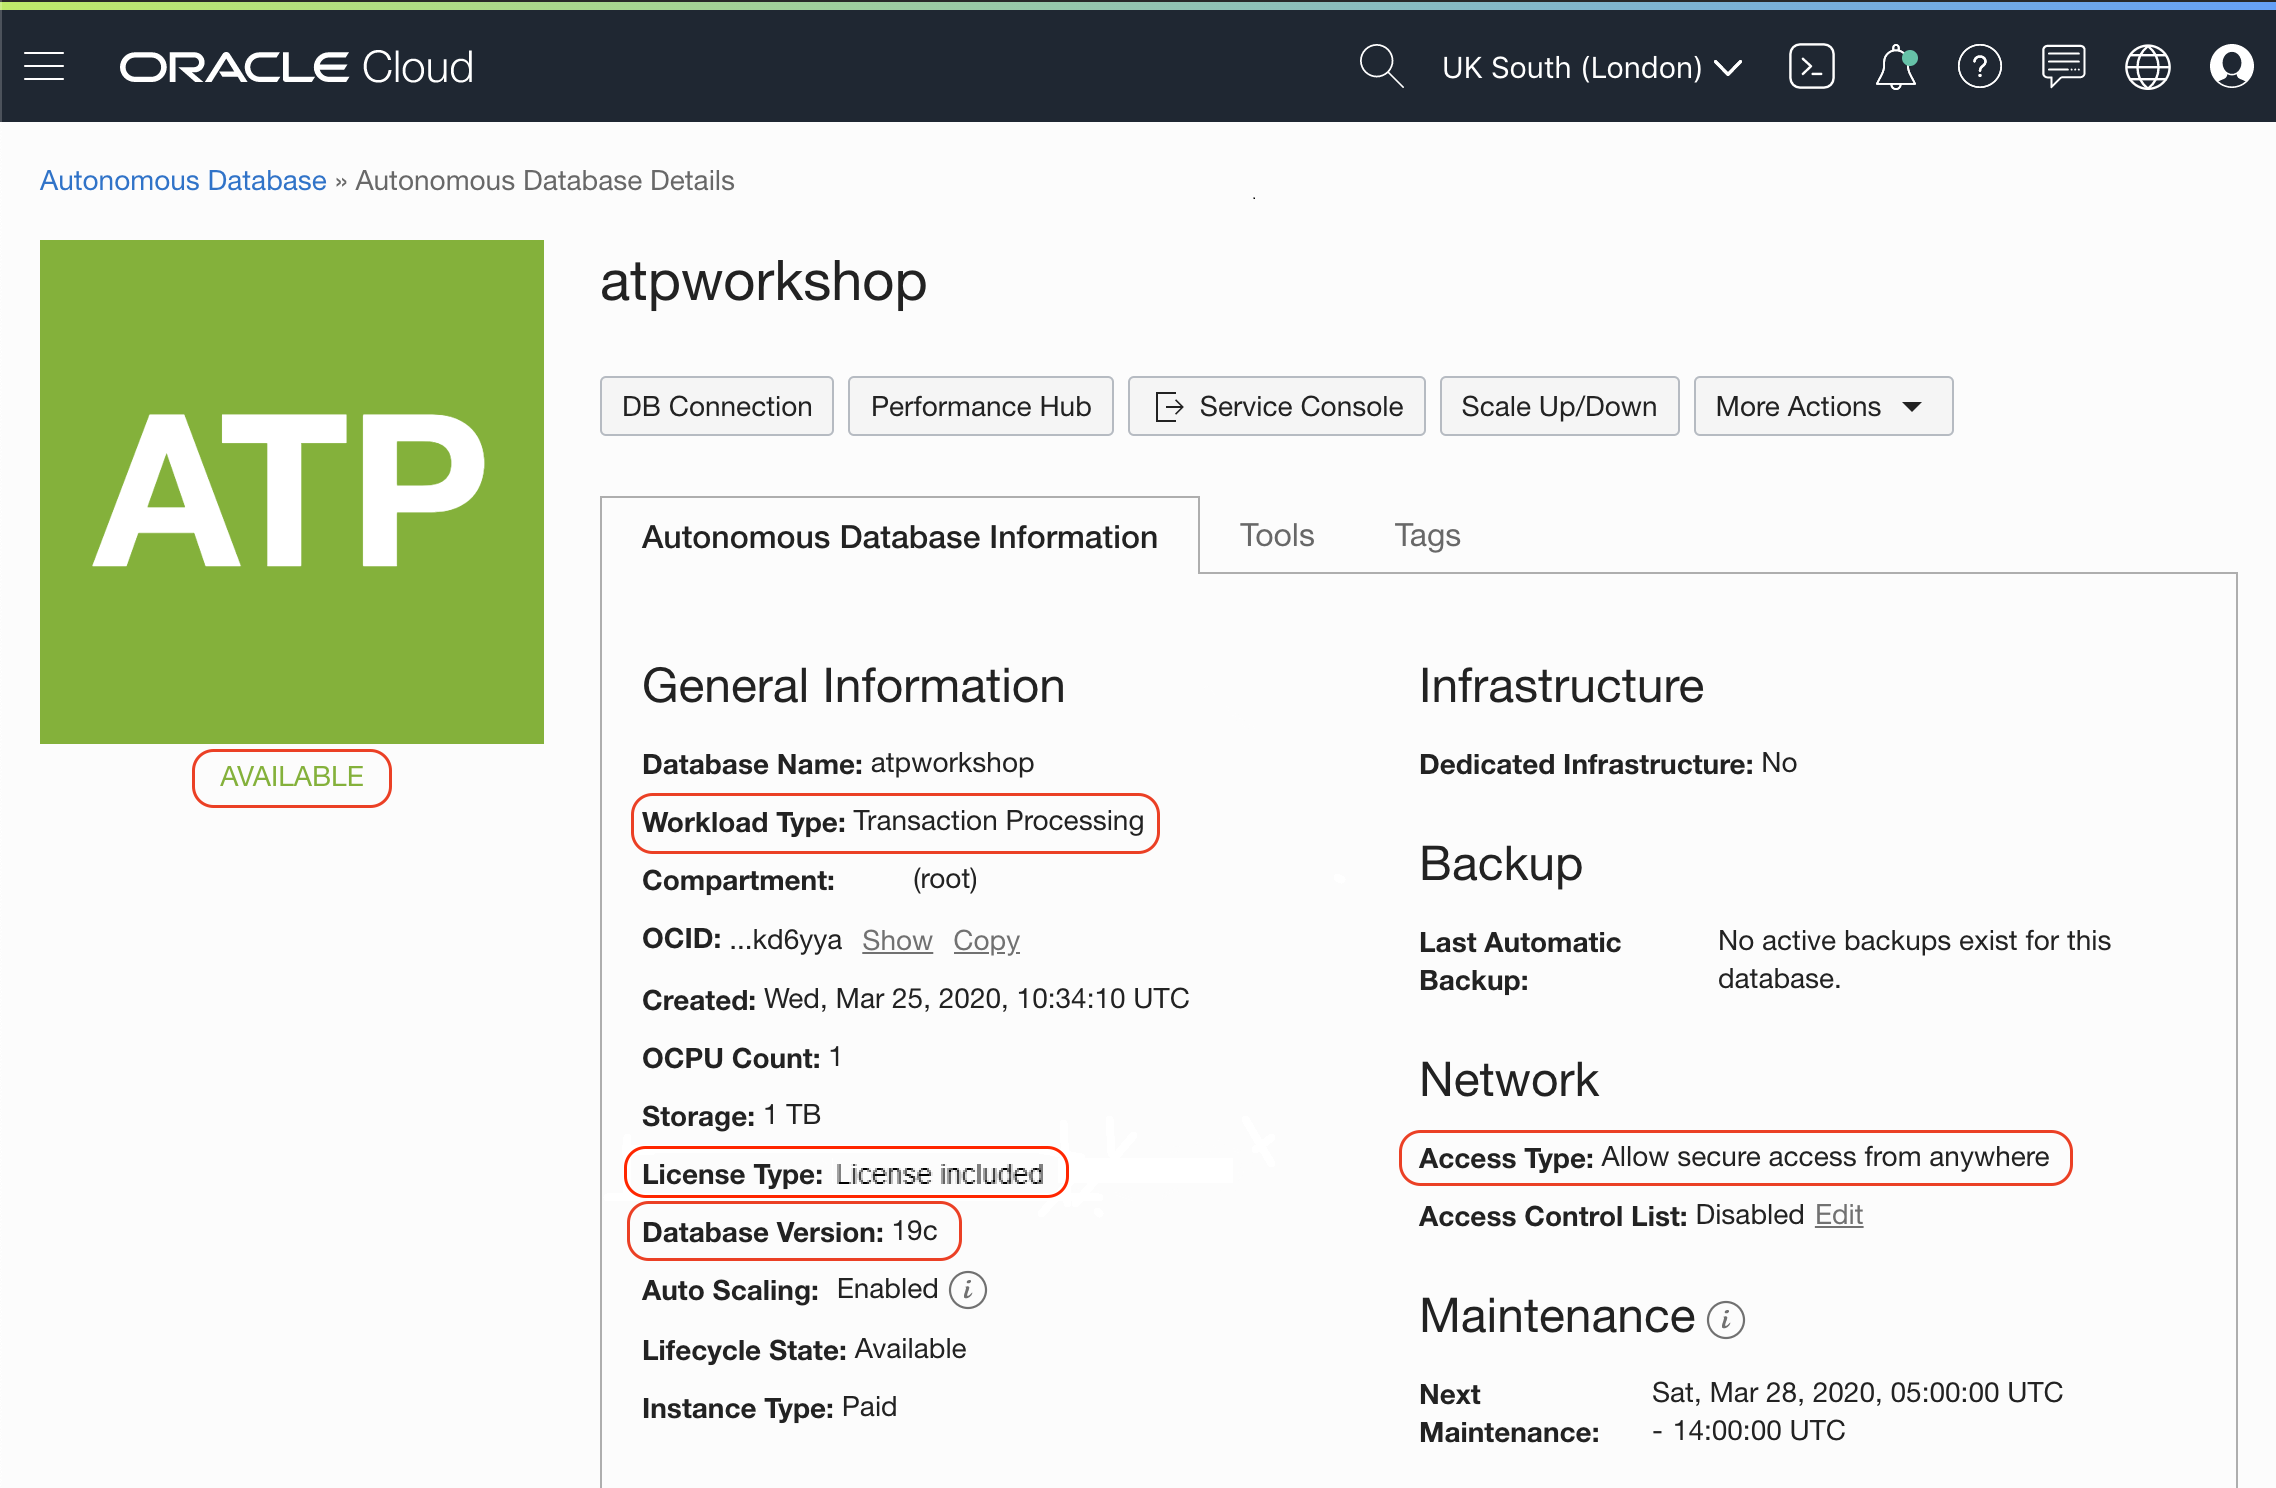 ORACLE Cloud
UK South (London)
Autonomous Database » Autonomous Database Details
ATP
AVAILABLE
atpworkshop
DB Connection
Performance Hub
Service Console
Scale Up/Down
More Actions
Autonomous Database Information
Tools
Tags
General Information
Database Name: atpworkshop
Workload Type: Transaction Processing
Compartment: (root)
OCID: ...kd6yya Show Copy
Created: Wed, Mar 25, 2020, 10:34:10 UTC
OCPU Count: 1
Storage: 1 TB
License Type: License included
Database Version: 19c
Auto Scaling: Enabled i
Lifecycle State: Available
Instance Type: Paid
Infrastructure
Dedicated Infrastructure: No
Backup
Last Automatic Backup: No active backups exist for this
database.
Network
Access Type: Allow secure access from anywhere
Access Control List: Disabled Edit
Maintenance i
Next Maintenance: Sat, Mar 28, 2020, 05:00:00 UTC
- 14:00:00 UTC